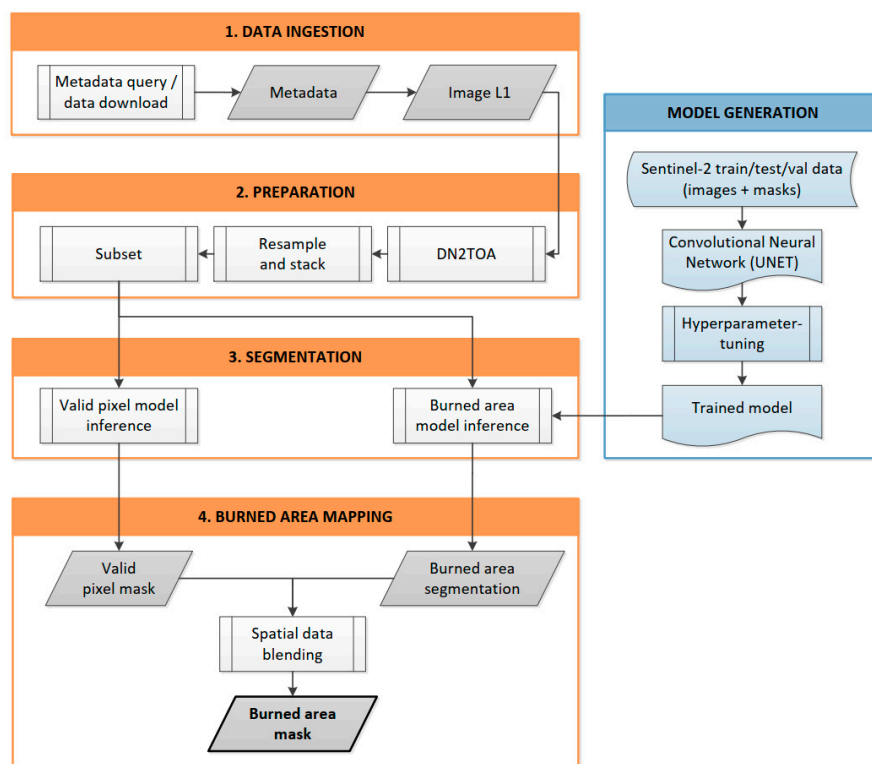 1. DATA INGESTION
Metadata query /
data download
Metadata
Image L1
MODEL GENERATION
Sentinel-2 train/test/val data
(images + masks)
Convolutional Neural
Network (UNET)
Hyperparameter-
tuning
Trained model
2. PREPARATION
Subset
Resample
and stack
DN2TOA
3. SEGMENTATION
Valid pixel model
inference
Burned area
model inference
4. BURNED AREA MAPPING
Valid
pixel mask
Burned area
segmentation
Spatial data
blending
Burned area
mask